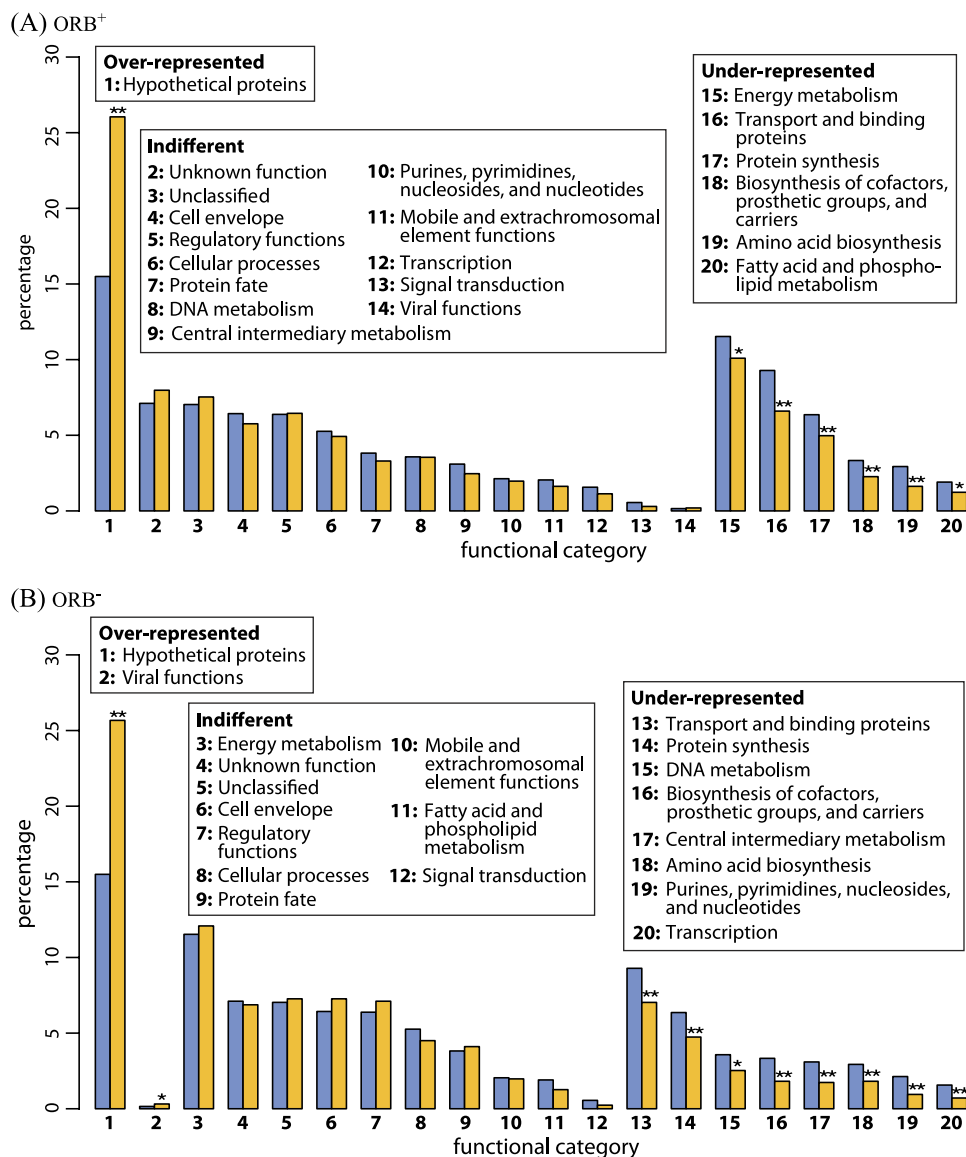 (A) ORB+
Over-represented
1: Hypothetical proteins
Indifferent
2: Unknown function
3: Unclassified
4: Cell envelope
5: Regulatory functions
6: Cellular processes
7: Protein fate
8: DNA metabolism
9: Central intermediary metabolism
10: Purines, pyrimidines,
nucleosides, and nucleotides
11: Mobile and extrachromosomal
element functions
12: Transcription
13: Signal transduction
14: Viral functions
Under-represented
15: Energy metabolism
16: Transport and binding
proteins
17: Protein synthesis
18: Biosynthesis of cofactors,
prosthetic groups, and
carriers
19: Amino acid biosynthesis
20: Fatty acid and phospho-
lipid metabolism
percentage
30
25
20
15
10
5
0
** * ** ** ** ** *
1 2 3 4 5 6 7 8 9 10 11 12 13 14 15 16 17 18 19 20
functional category
(B) ORB-
Over-represented
1: Hypothetical proteins
2: Viral functions
Indifferent
3: Energy metabolism
4: Unknown function
5: Unclassified
6: Cell envelope
7: Regulatory
functions
8: Cellular processes
9: Protein fate
10: Mobile and
extrachromosomal
element functions
11: Fatty acid and
phospholipid
metabolism
12: Signal transduction
Under-represented
13: Transport and binding proteins
14: Protein synthesis
15: DNA metabolism
16: Biosynthesis of cofactors,
prosthetic groups, and carriers
17: Central intermediary metabolism
18: Amino acid biosynthesis
19: Purines, pyrimidines, nucleosides,
and nucleotides
20: Transcription
percentage
30
25
20
15
10
5
0
** * ** ** * ** ** ** ** **
1 2 3 4 5 6 7 8 9 10 11 12 13 14 15 16 17 18 19 20
functional category